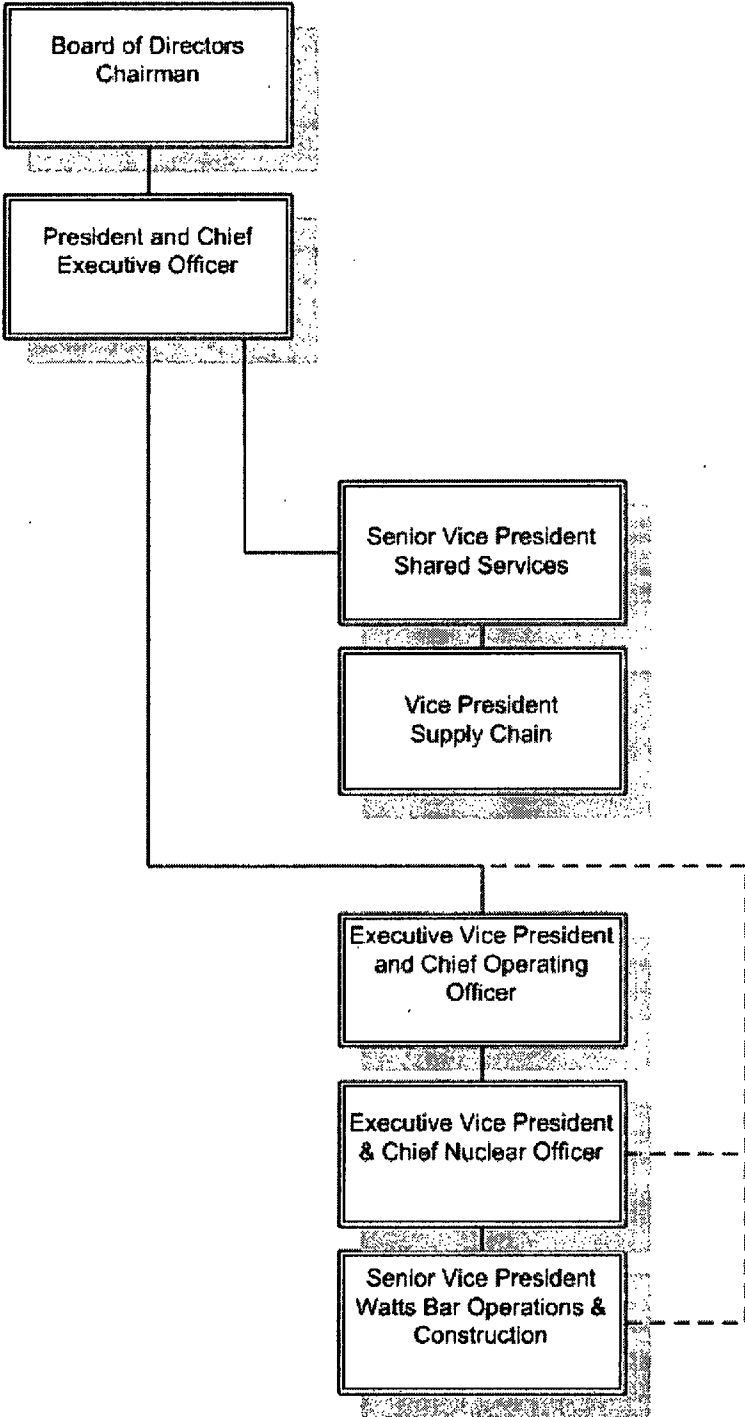 Board of Directors
Chairman
President and Chief
Executive Officer
Senior Vice President
Shared Services
Vice President
Supply Chain
Executive Vice President
and Chief Operating
Officer
Executive Vice President
& Chief Nuclear Officer
Senior Vice President
Watts Bar Operations &
Construction